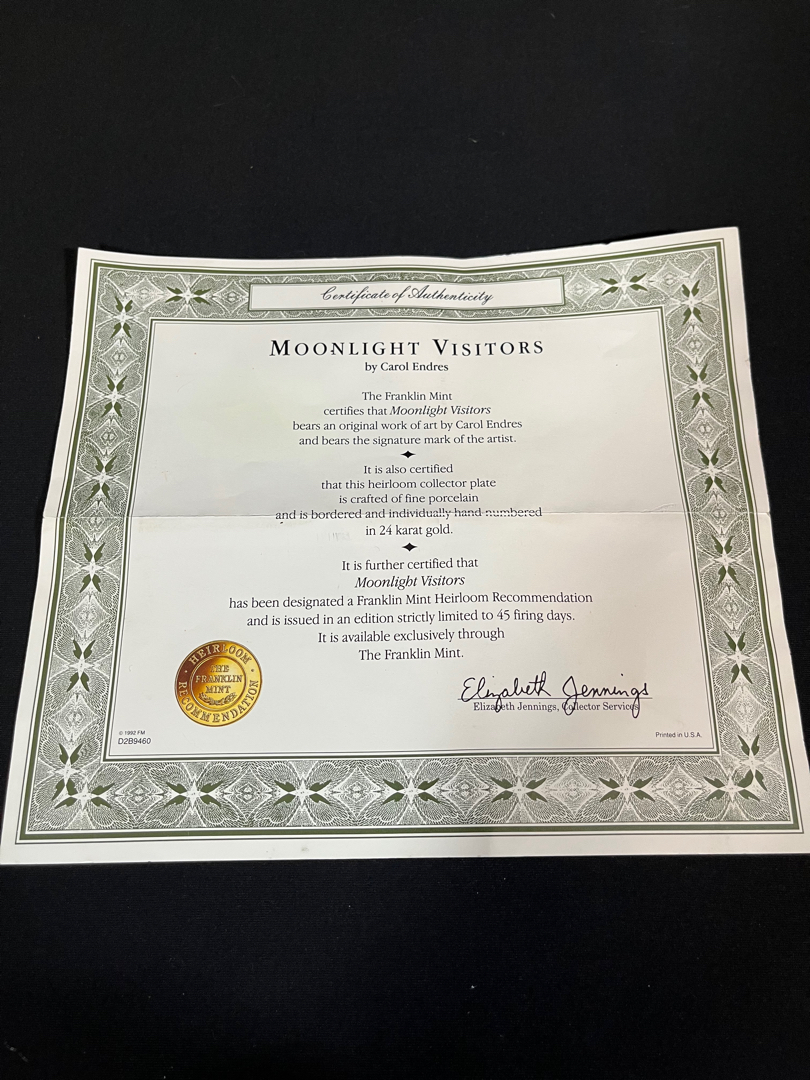 Certificate of Authenticity
MOONLIGHT VISITORS
by Carol Endres
The Franklin Mint
certifies that Moonlight Visitors
bears an original work of art by Carol Endres
and bears the signature mark of the artist.
It is also certified
that this heirloom collector plate
is crafted of fine porcelain
and is bordered and individually hand numbered
in 24 karat gold.
It is further certified that
Moonlight Visitors
has been designated a Franklin Mint Heirloom Recommendation
and is issued in an edition strictly limited to 45 firing days.
It is available exclusively through
The Franklin Mint.
HEIRLOOM
THE
FRANKLIN
MINT
RECOMMENDATION
Elizabeth Jennings
Elizabeth Jennings, Collector Services
© 1992 FM
D2B9460
Printed in U.S.A.